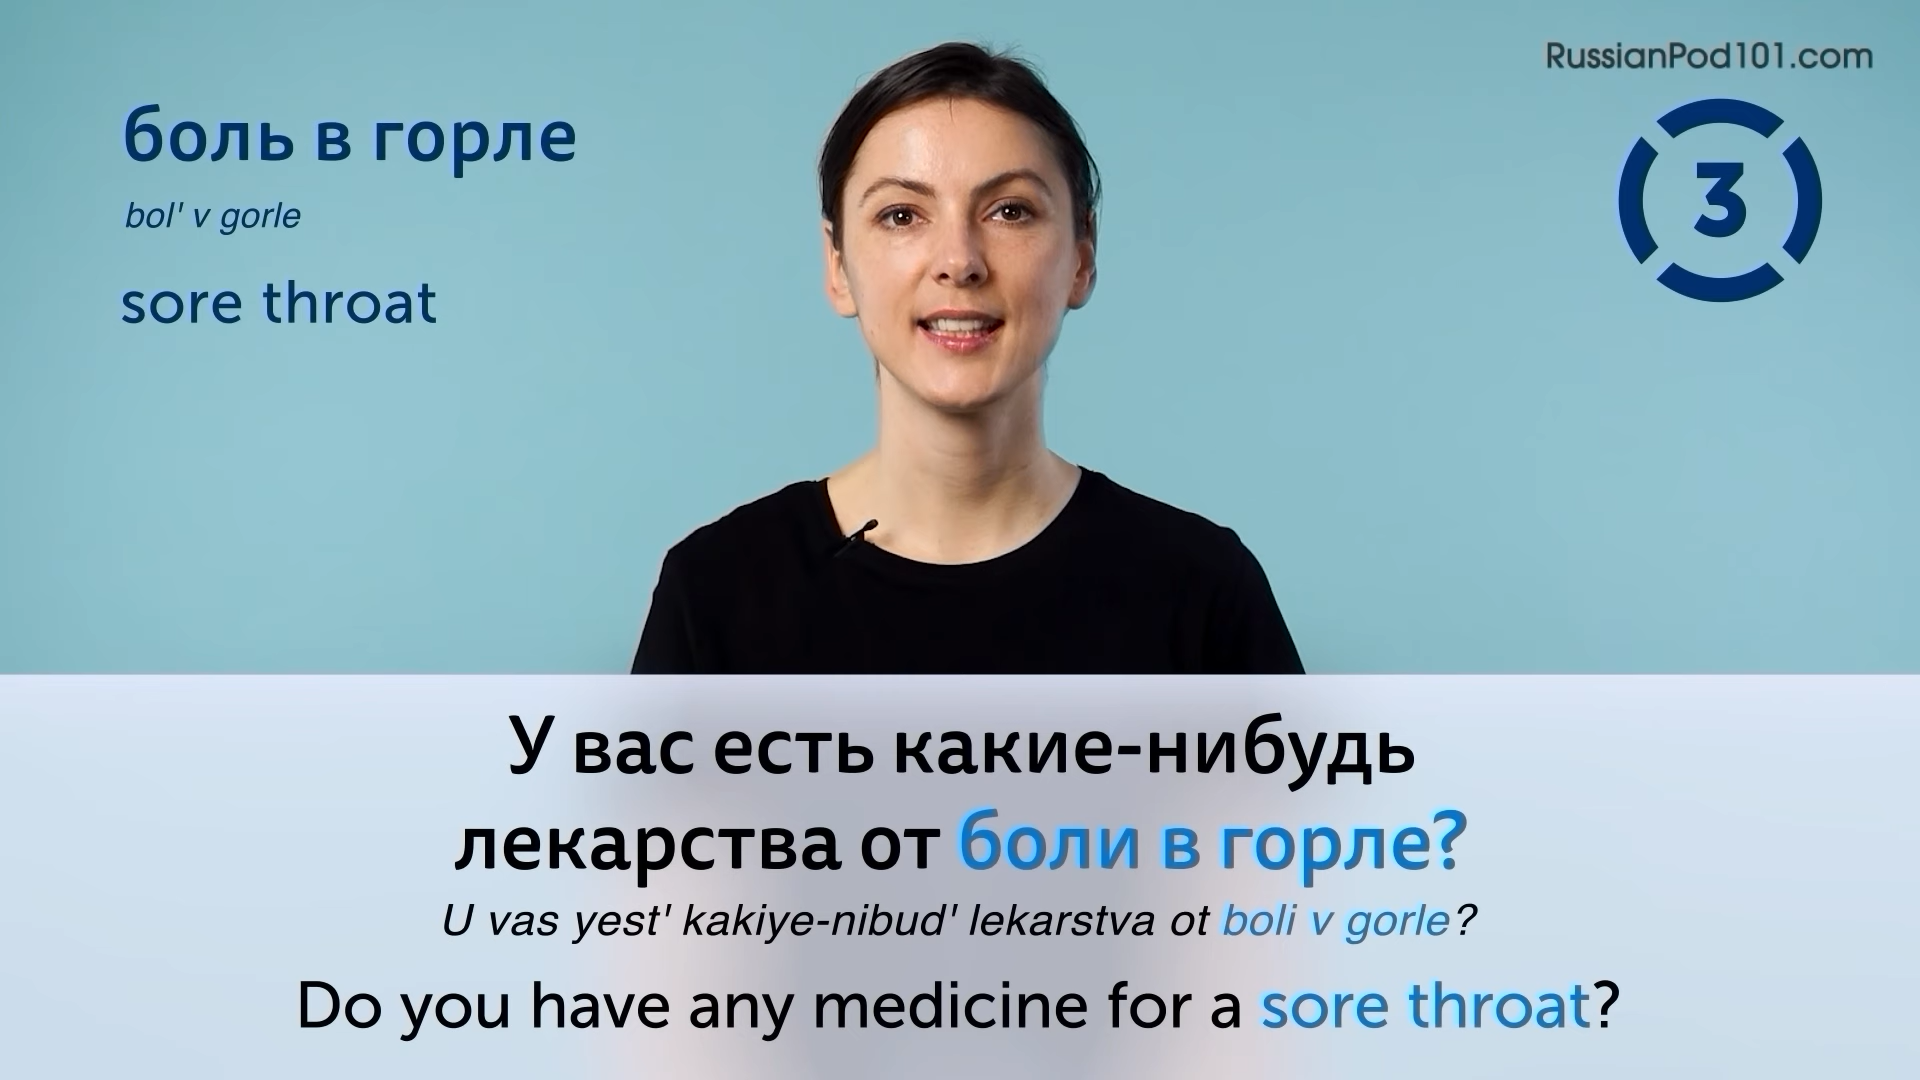 RussianPod101.com
боль в горле
bol' v gorle
sore throat
3
У вас есть какие-нибудь
лекарства от боли в горле?
U vas yest' kakiye-nibud' lekarstva ot boli v gorle?
Do you have any medicine for a sore throat?